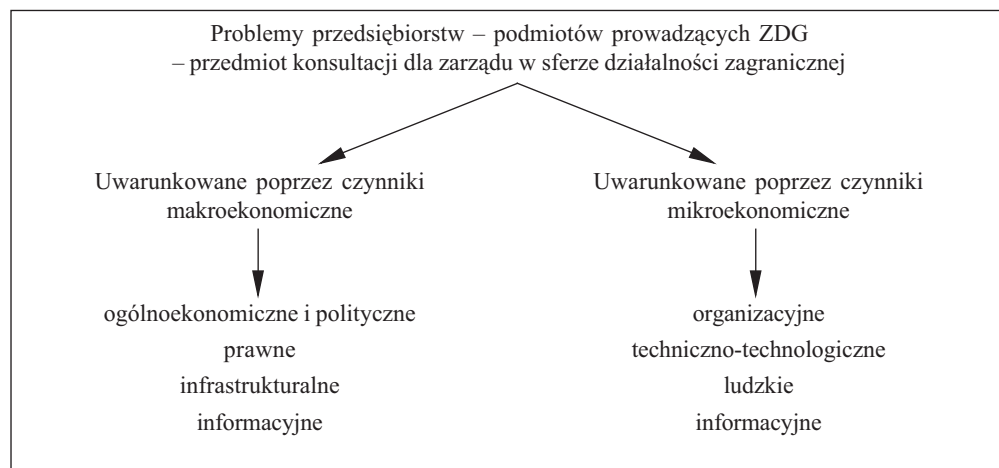 Problemy przedsiębiorstw – podmiotów prowadzących ZDG
– przedmiot konsultacji dla zarządu w sferze działalności zagranicznej
Uwarunkowane poprzez czynniki
makroekonomiczne
Uwarunkowane poprzez czynniki
mikroekonomiczne
ogólnoekonomiczne i polityczne
prawne
infrastrukturalne
informacyjne
organizacyjne
techniczno-technologiczne
ludzkie
informacyjne